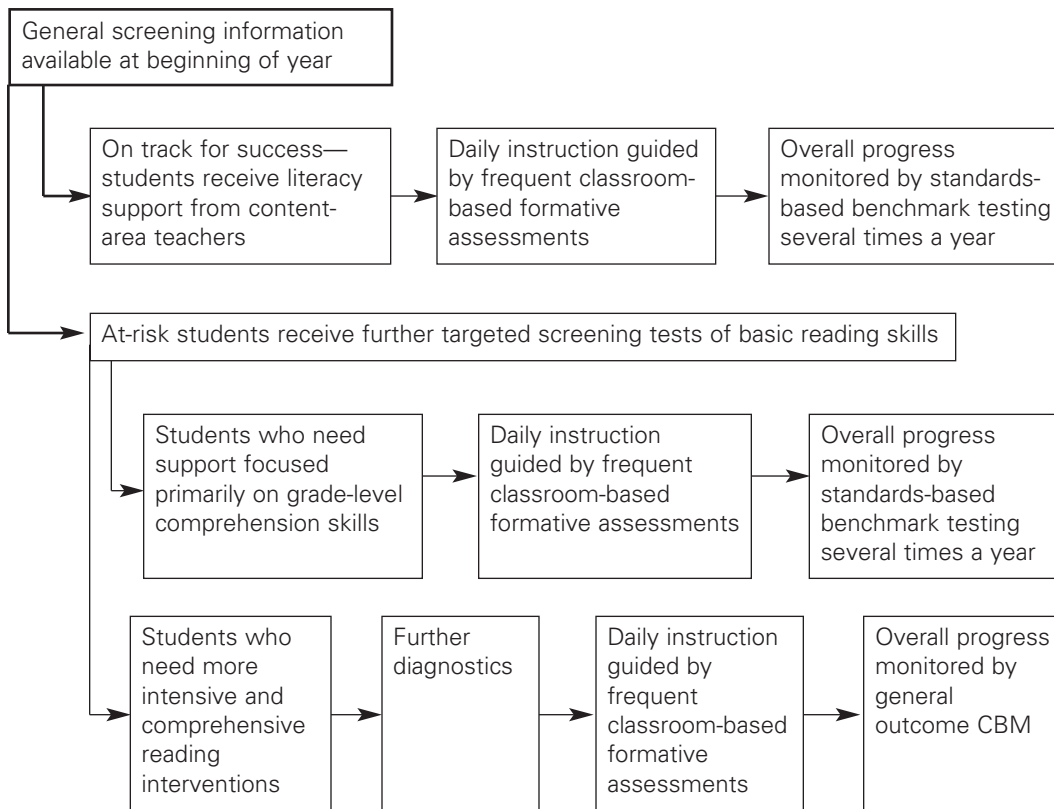 General screening information
available at beginning of year
On track for success—
students receive literacy
support from content-
area teachers
Daily instruction guided
by frequent classroom-
based formative
assessments
Overall progress
monitored by standards-
based benchmark testing
several times a year
At-risk students receive further targeted screening tests of basic reading skills
Students who need
support focused
primarily on grade-level
comprehension skills
Daily instruction
guided by frequent
classroom-based
formative assessments
Overall progress
monitored by
standards-based
benchmark testing
several times a year
Students who
need more
intensive and
comprehensive
reading
interventions
Further
diagnostics
Daily instruction
guided by
frequent
classroom-based
formative
assessments
Overall progress
monitored by
general
outcome CBM